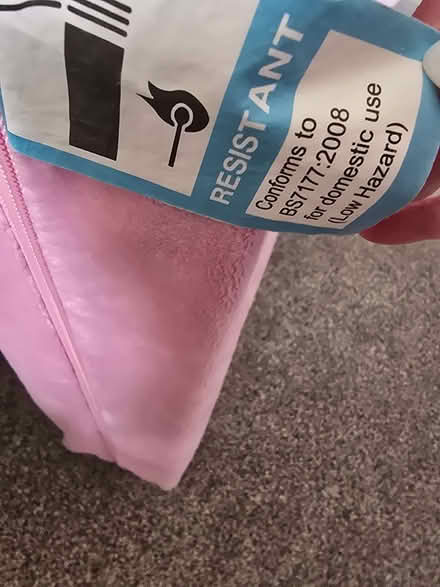 RESISTANT
Conforms to
BS7177:2008
for domestic use
(Low Hazard)